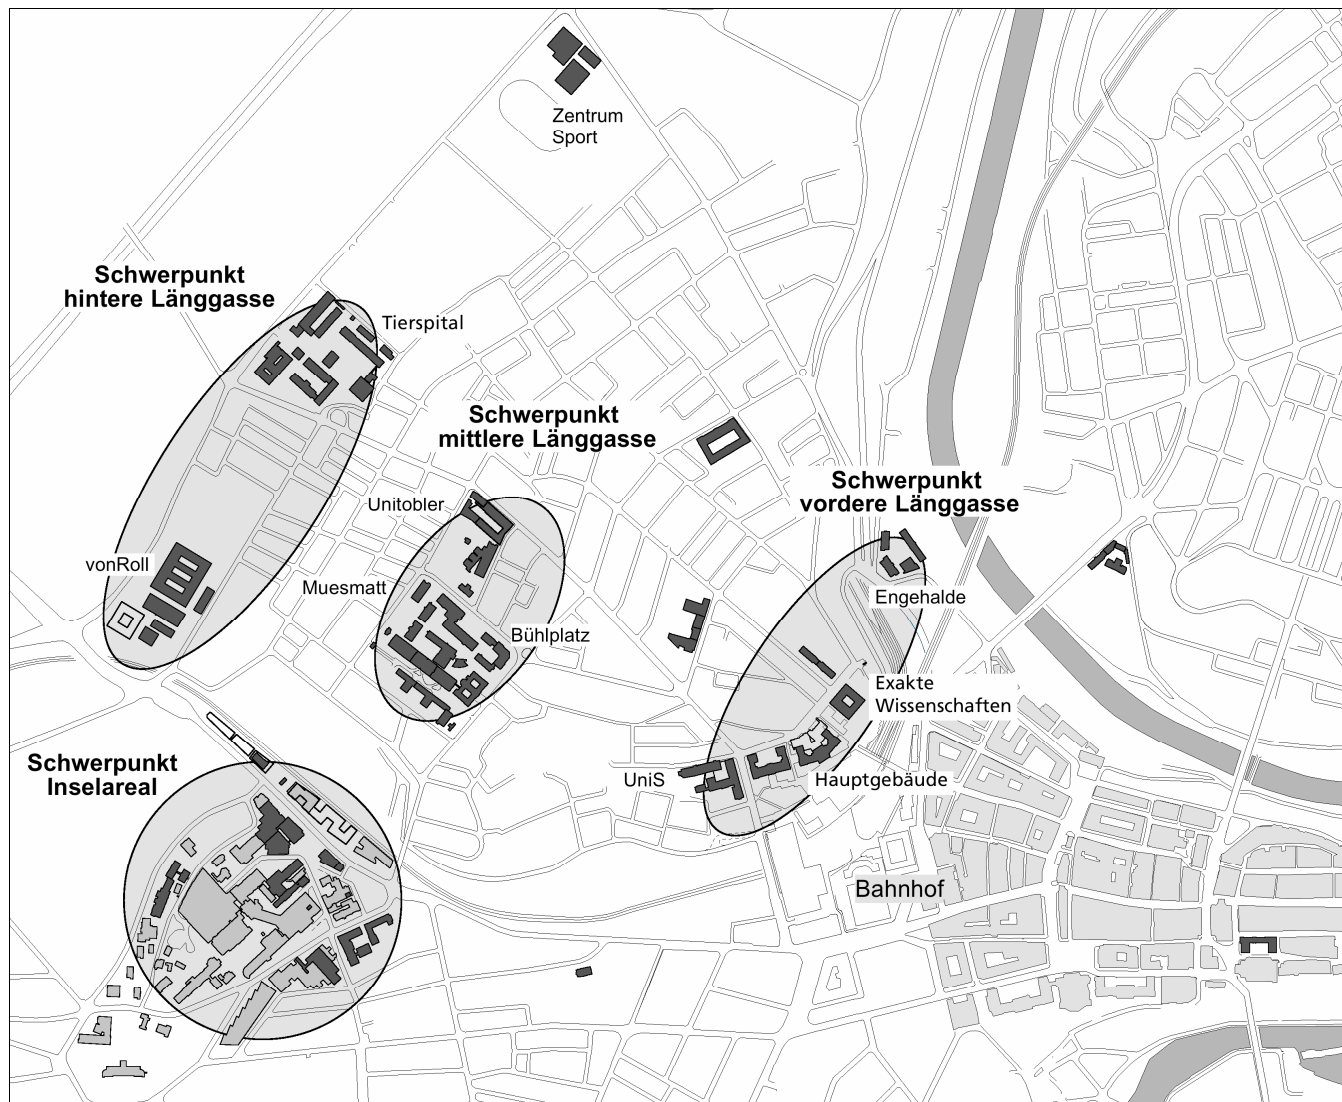 Zentrum
Sport
Schwerpunkt
hintere Länggasse
Tierspital
Schwerpunkt
mittlere Länggasse
Unitobler
Schwerpunkt
vordere Länggasse
vonRoll
Muesmatt
Engehalde
Bühlplatz
Exakte
Wissenschaften
Schwerpunkt
Inselareal
UniS
Hauptgebäude
Bahnhof